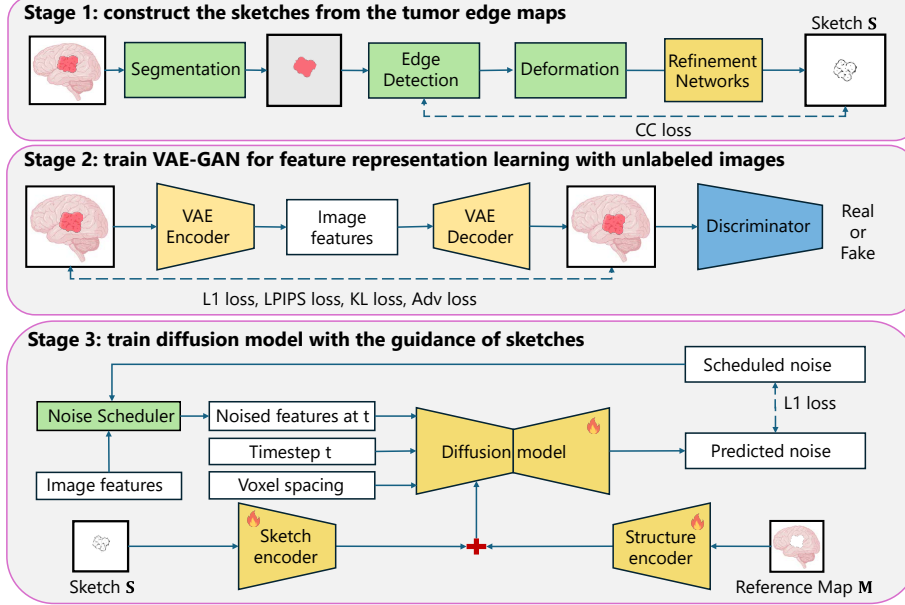 Stage 1: construct the sketches from the tumor edge maps
Sketch S
Segmentation
Edge
Detection
Deformation
Refinement
Networks
CC loss
Stage 2: train VAE-GAN for feature representation learning with unlabeled images
VAE
Encoder
Image
features
VAE
Decoder
Discriminator
Real
or
Fake
L1 loss, LPIPS loss, KL loss, Adv loss
Stage 3: train diffusion model with the guidance of sketches
Scheduled noise
Noise Scheduler
Noised features at t
L1 loss
Timestep t
Diffusion model
Predicted noise
Image features
Voxel spacing
Sketch
encoder
Structure
encoder
Sketch S
Reference Map M